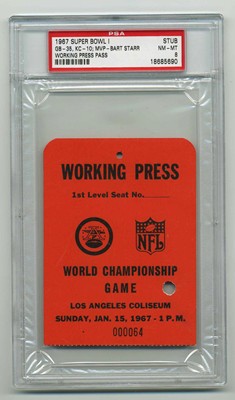 PSA
1967 SUPER BOWL I
STUB
GB-35, KC-10; MVP-BART STARR
NM-MT
WORKING PRESS PASS
8
18685690
WORKING PRESS
1st Level Seat No.
NFL
WORLD CHAMPIONSHIP
GAME
LOS ANGELES COLISEUM
SUNDAY, JAN. 15, 1967 - 1 P.M.
000064